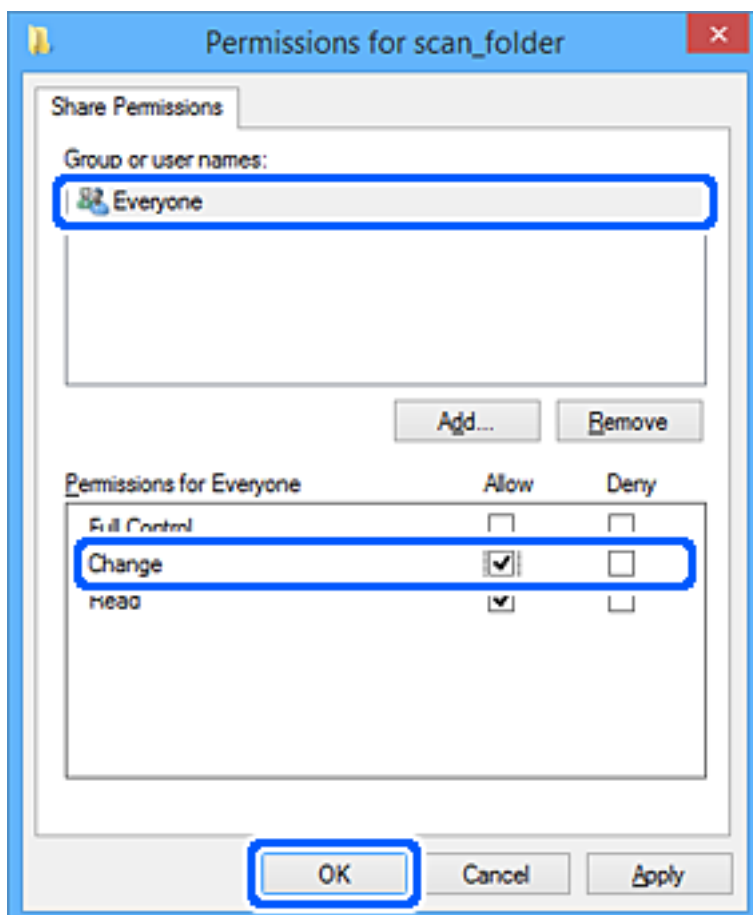 Permissions for scan_folder
Share Permissions
Group or user names:
Everyone
Add... Remove
Permissions for Everyone Allow Deny
Full Control
Change
Read
OK Cancel Apply